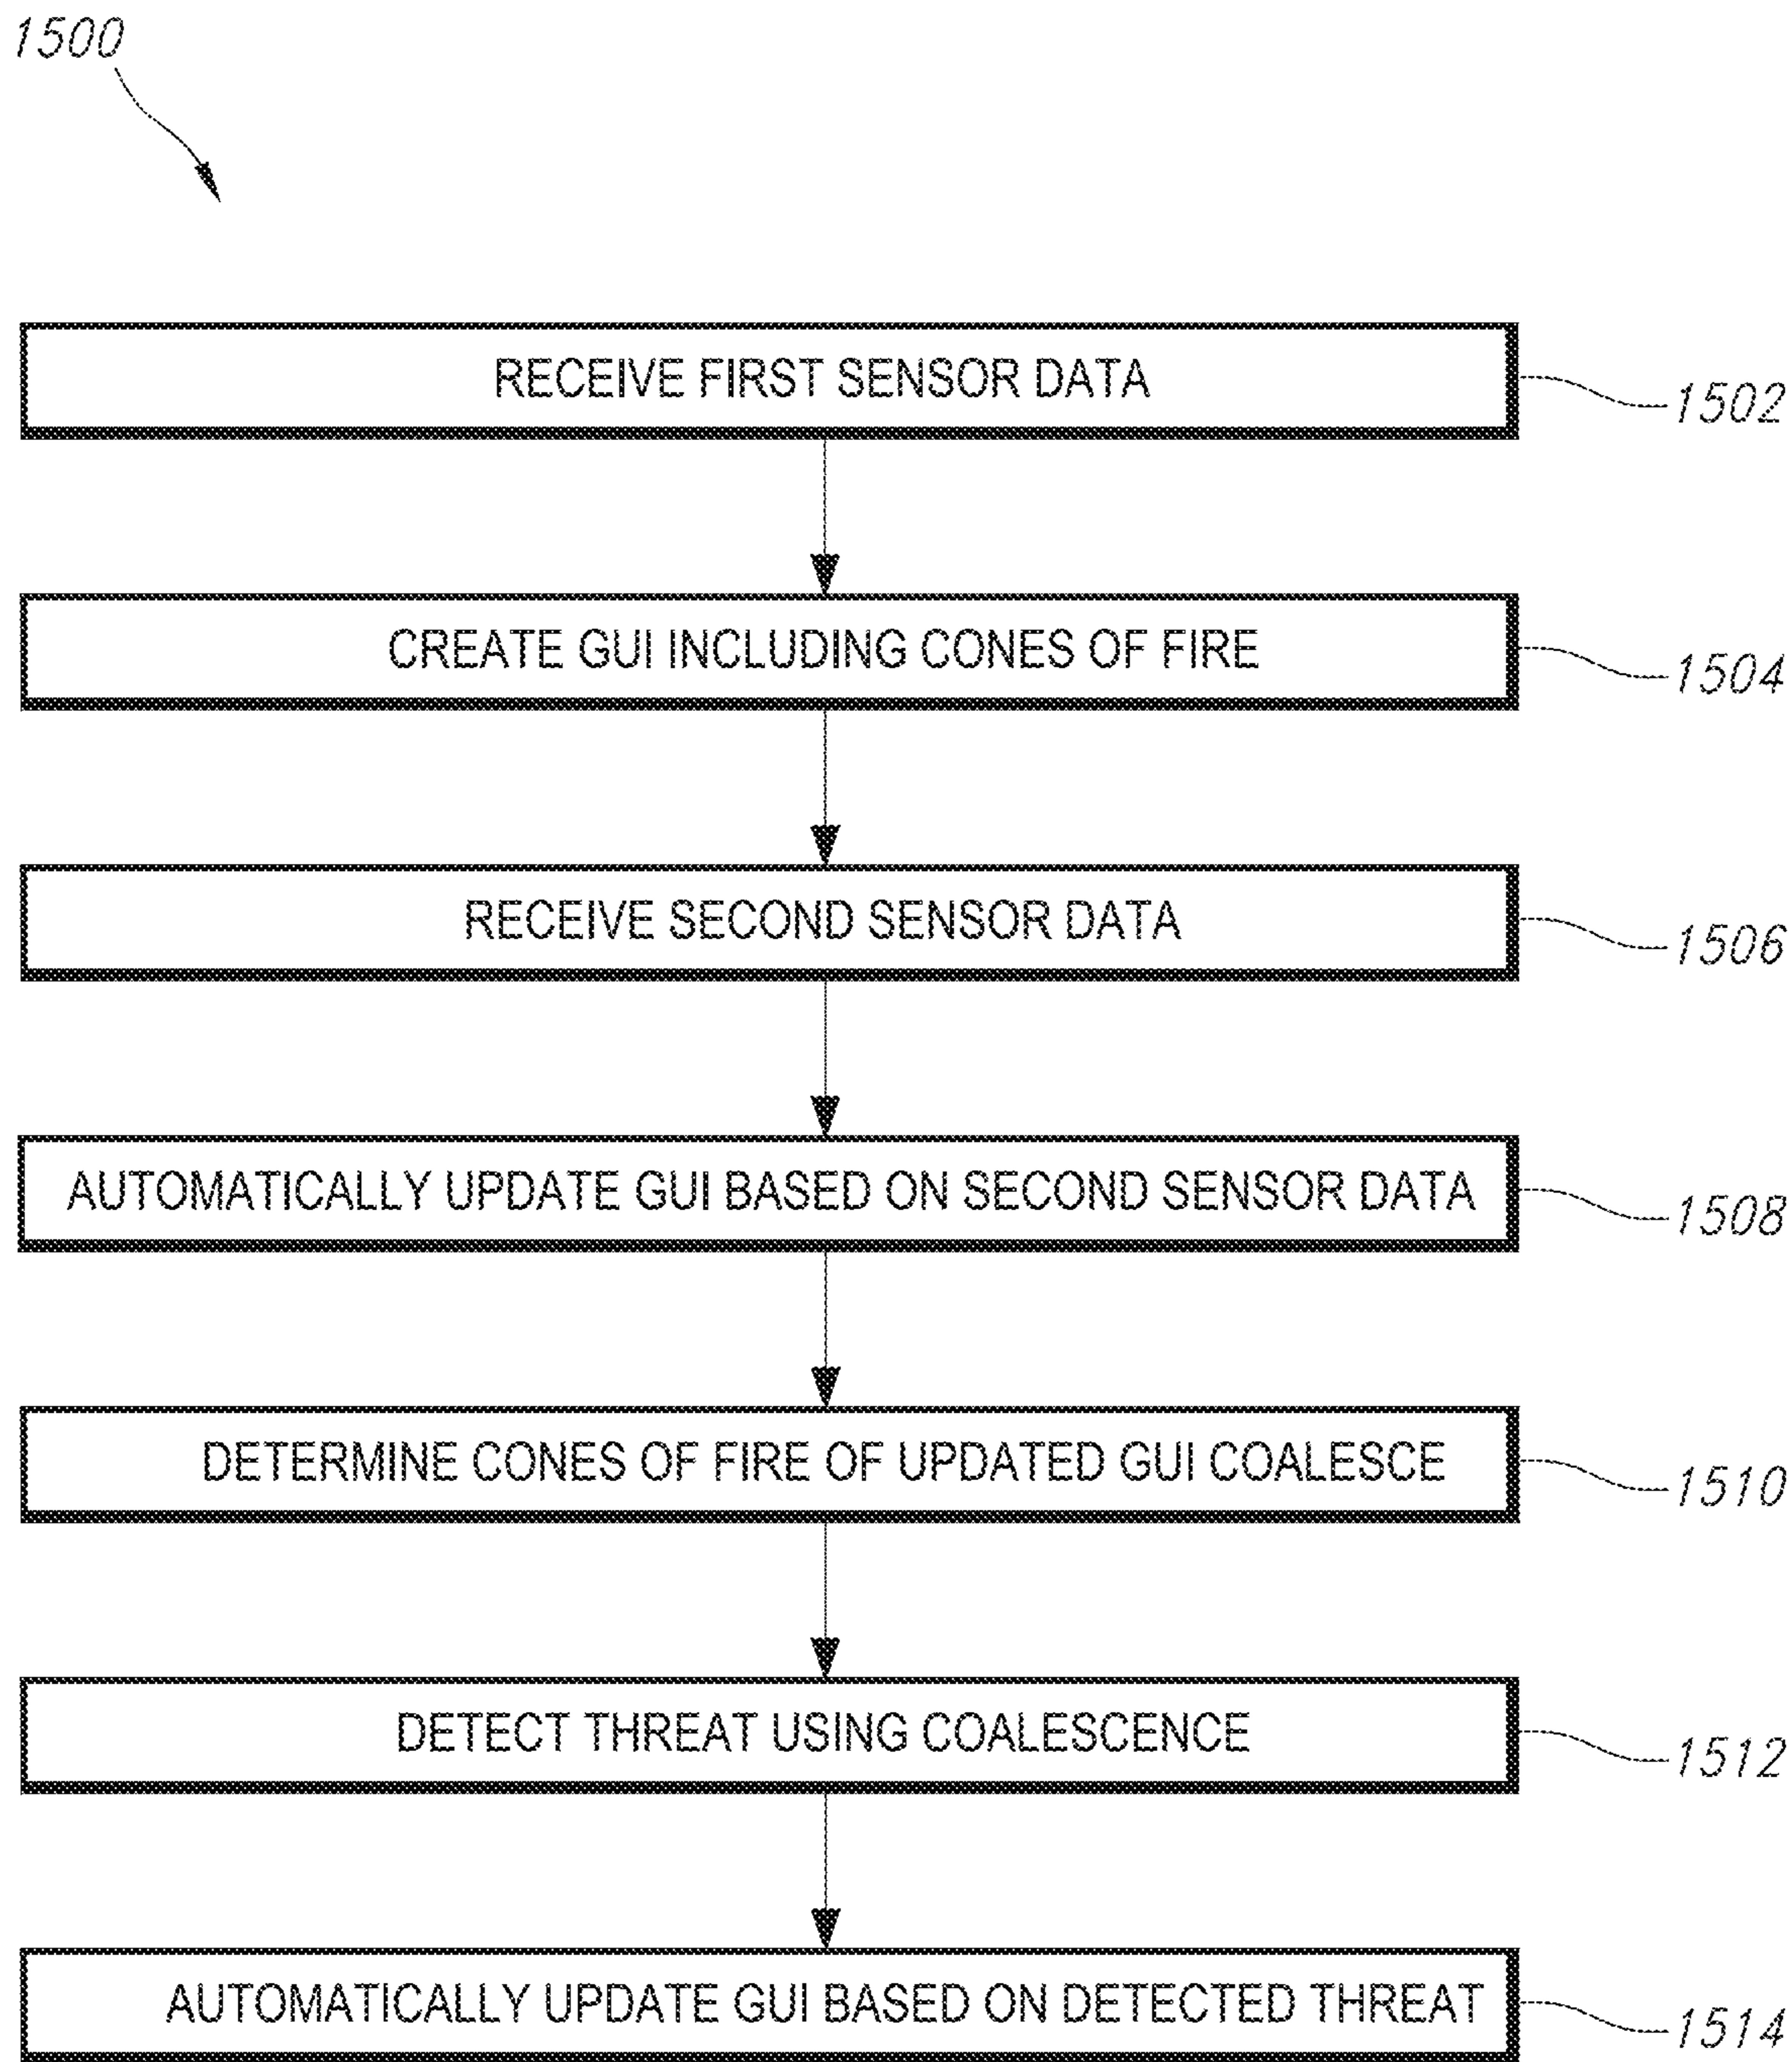 1500
RECEIVE FIRST SENSOR DATA
1502
CREATE GUI INCLUDING CONES OF FIRE
1504
RECEIVE SECOND SENSOR DATA
1506
AUTOMATICALLY UPDATE GUI BASED ON SECOND SENSOR DATA
1508
DETERMINE CONES OF FIRE OF UPDATED GUI COALESCE
1510
DETECT THREAT USING COALESCENCE
1512
AUTOMATICALLY UPDATE GUI BASED ON DETECTED THREAT
1514